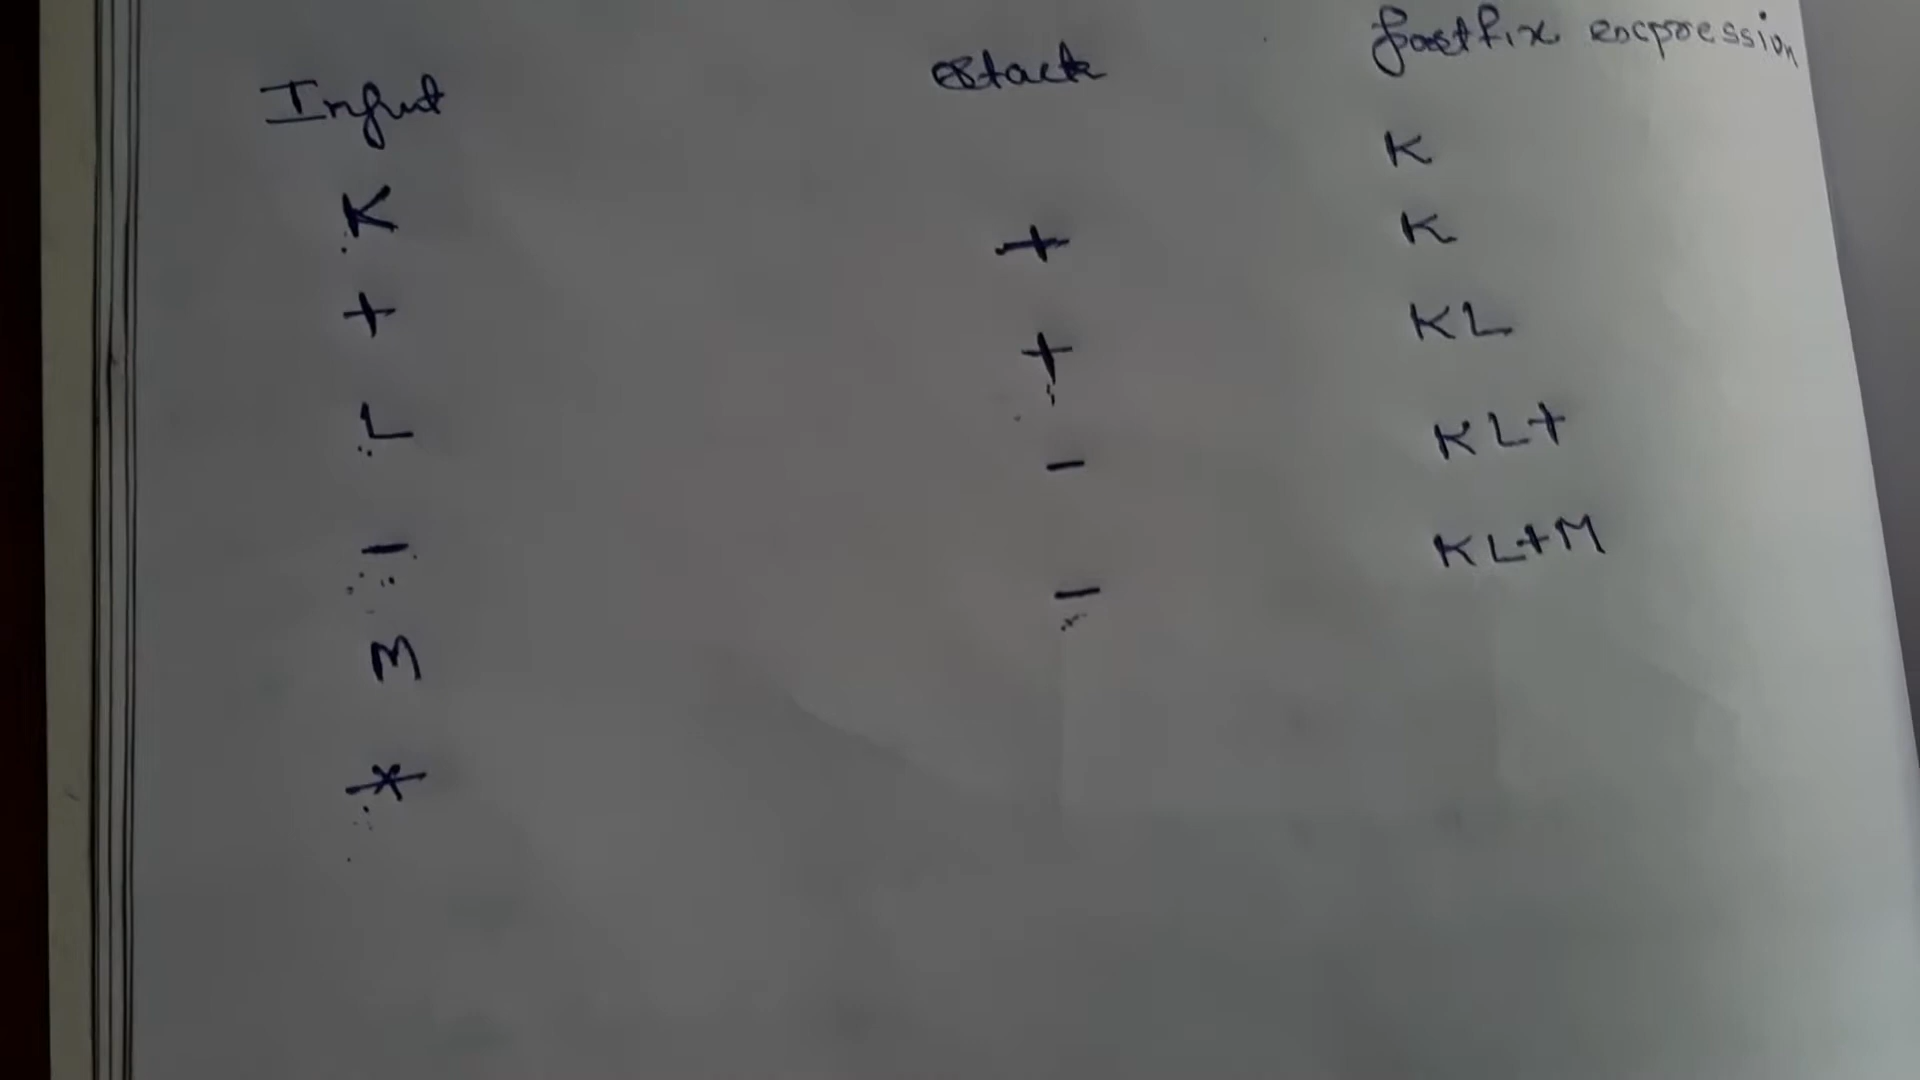 Input Stack Postfix expression
K K
+ + K
L + KL
- - KL+
M - KL+M
*